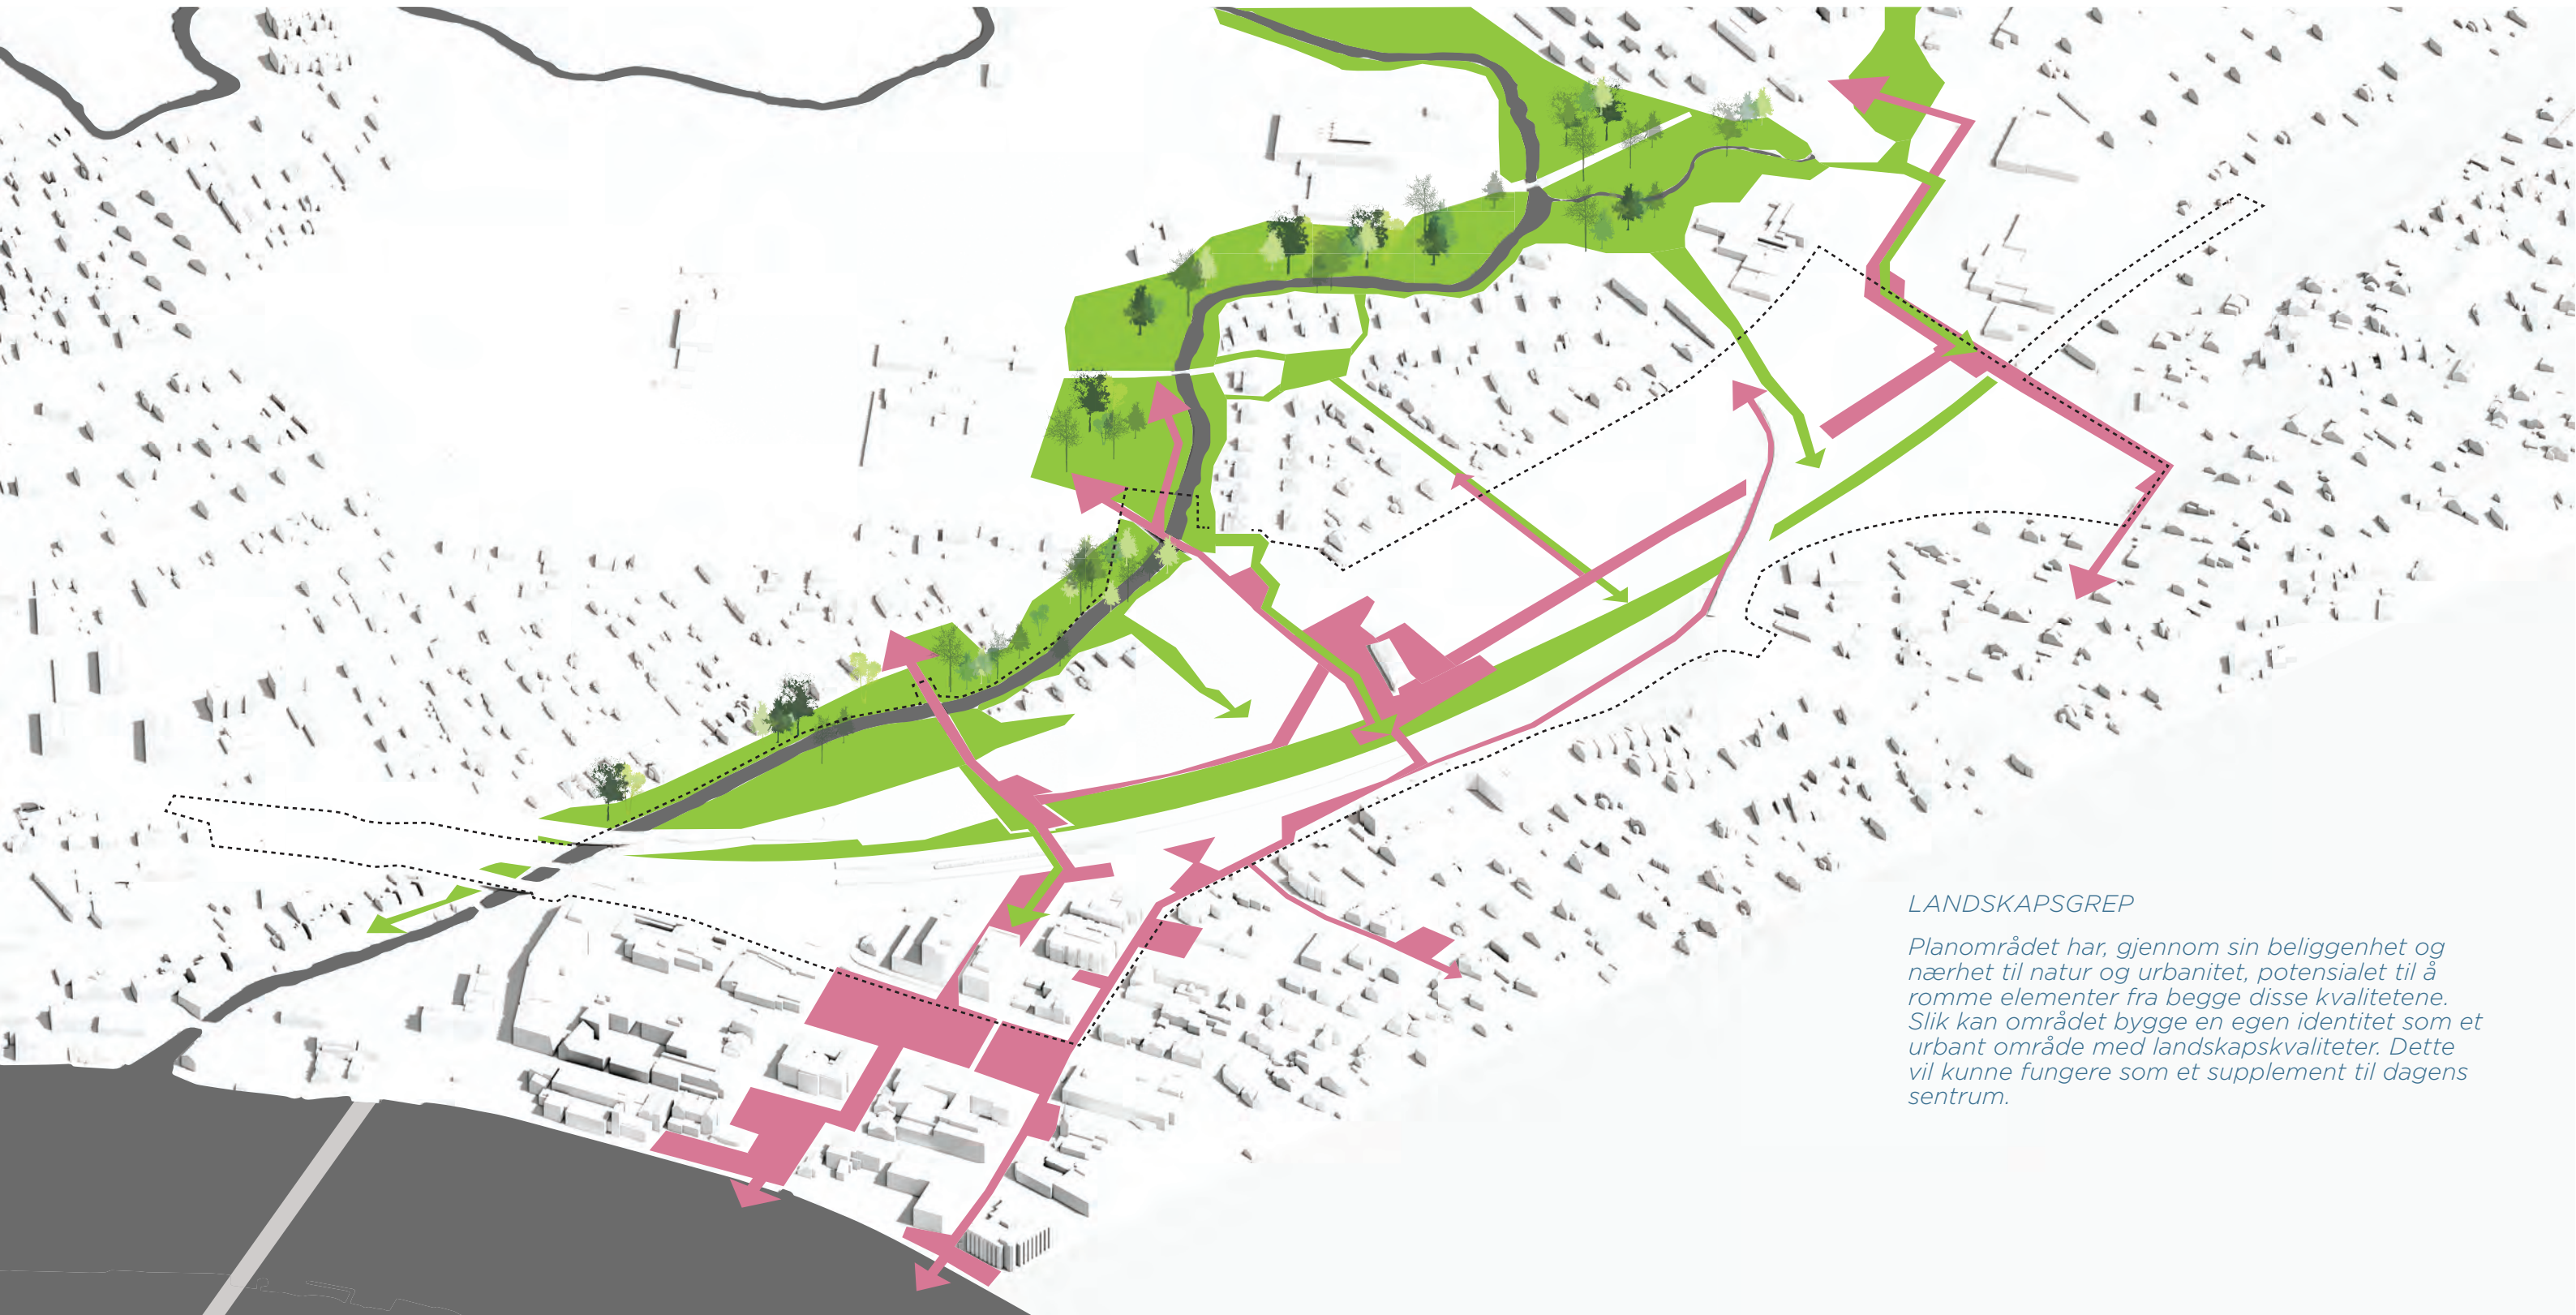 LANDSKAPSGREP
Planområdet har, gjennom sin beliggenhet og
nærhet til natur og urbanitet, potensialet til å
romme elementer fra begge disse kvalitetene.
Slik kan området bygge en egen identitet som et
urbant område med landskapskvaliteter. Dette
vil kunne fungere som et supplement til dagens
sentrum.